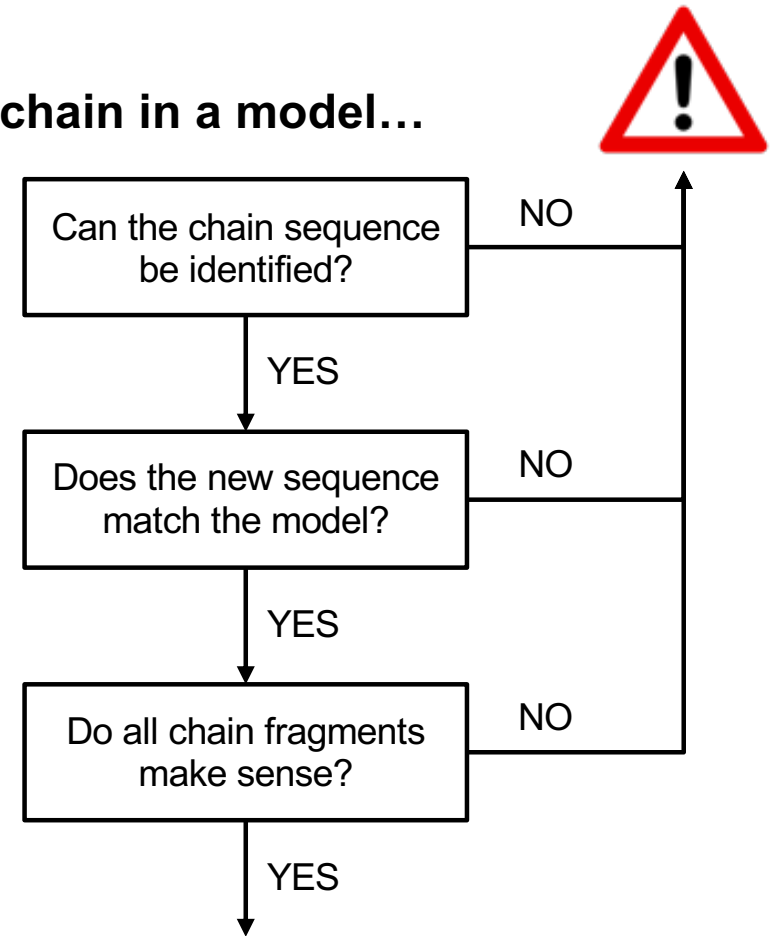 chain in a model…
Can the chain sequence
be identified?
NO
YES
Does the new sequence
match the model?
NO
YES
Do all chain fragments
make sense?
NO
YES